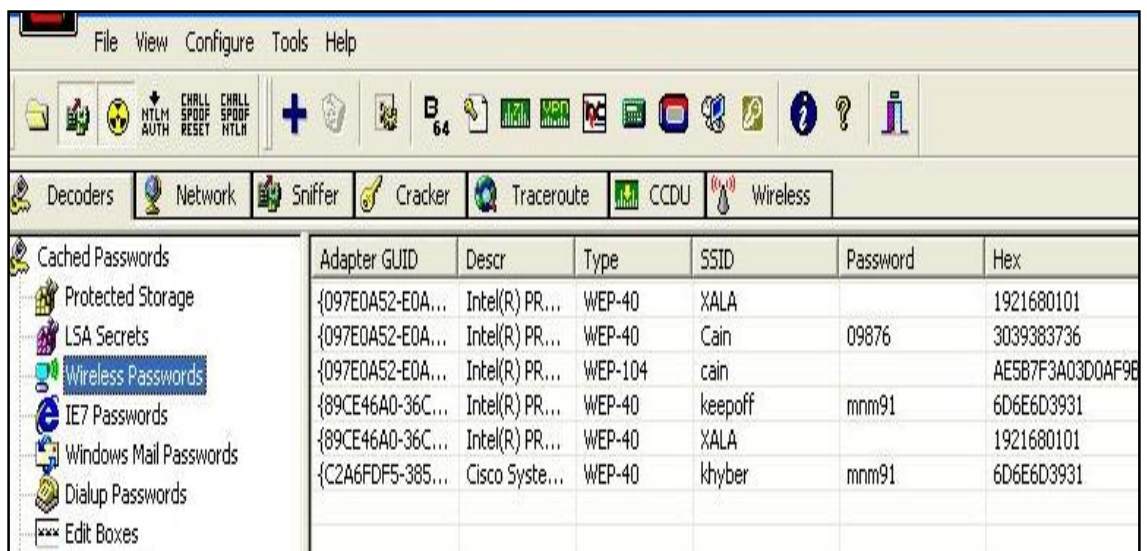 File View Configure Tools Help
NTLM AUTH CHALL SPOOF RESET CHALL SPOOF NTLM B 64
Decoders Network Sniffer Cracker Traceroute CCDU Wireless
Cached Passwords
Protected Storage
LSA Secrets
Wireless Passwords
IE7 Passwords
Windows Mail Passwords
Dialup Passwords
Edit Boxes
Adapter GUID Descr Type SSID Password Hex
{097E0A52-E0A... Intel(R) PR... WEP-40 XALA 1921680101
{097E0A52-E0A... Intel(R) PR... WEP-40 Cain 09876 3039383736
{097E0A52-E0A... Intel(R) PR... WEP-104 cain AE5B7F3A03D0AF9B
{89CE46A0-36C... Intel(R) PR... WEP-40 keepoff mnm91 6D6E6D3931
{89CE46A0-36C... Intel(R) PR... WEP-40 XALA 1921680101
{C2A6FDF5-385... Cisco Syste... WEP-40 khyber mnm91 6D6E6D3931